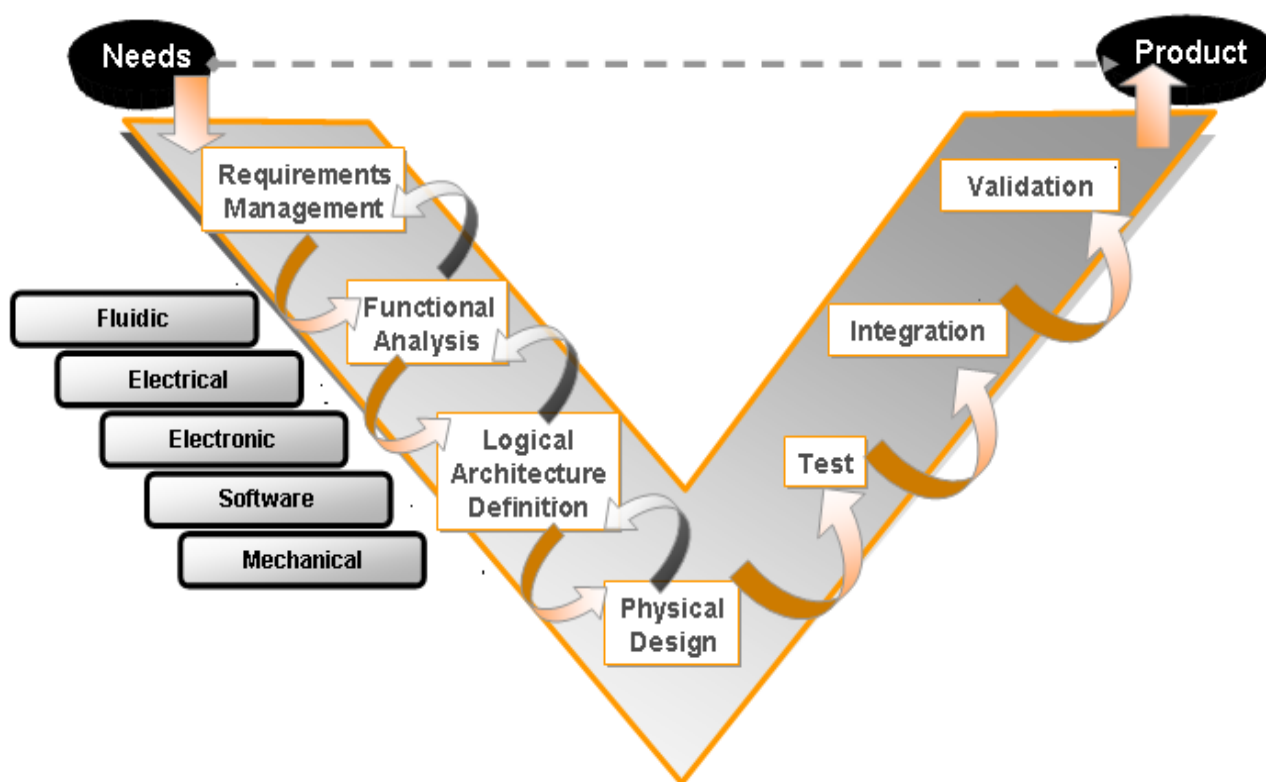 Needs
Product
Requirements
Management
Validation
Functional
Analysis
Integration
Fluidic
Electrical
Electronic
Software
Mechanical
Logical
Architecture
Definition
Test
Physical
Design